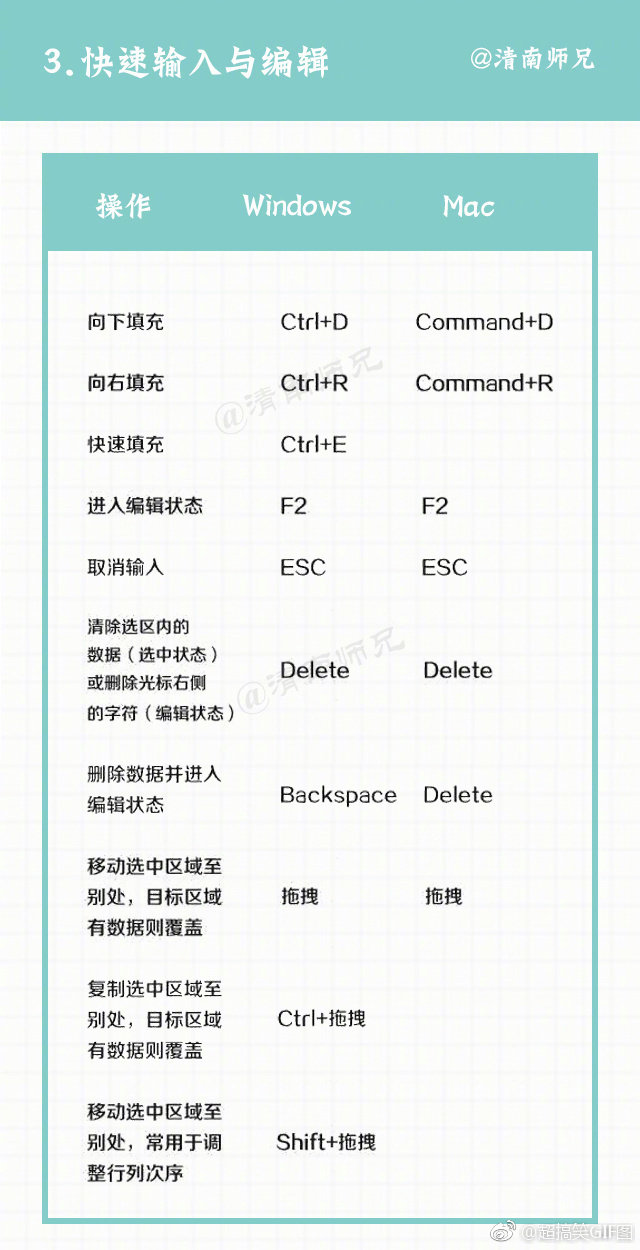 3.快速输入与编辑
@清南师兄
操作 Windows Mac
向下填充 Ctrl+D Command+D
向右填充 Ctrl+R Command+R
@清南师兄
快速填充 Ctrl+E
进入编辑状态 F2 F2
取消输入 ESC ESC
清除选区内的
数据（选中状态）
或删除光标右侧
的字符（编辑状态）
Delete Delete
@清南师兄
删除数据并进入
编辑状态
Backspace Delete
移动选中区域至
别处，目标区域
有数据则覆盖
拖拽 拖拽
复制选中区域至
别处，目标区域
有数据则覆盖
Ctrl+拖拽
移动选中区域至
别处，常用于调
整行列次序
Shift+拖拽
@超搞笑GIF图